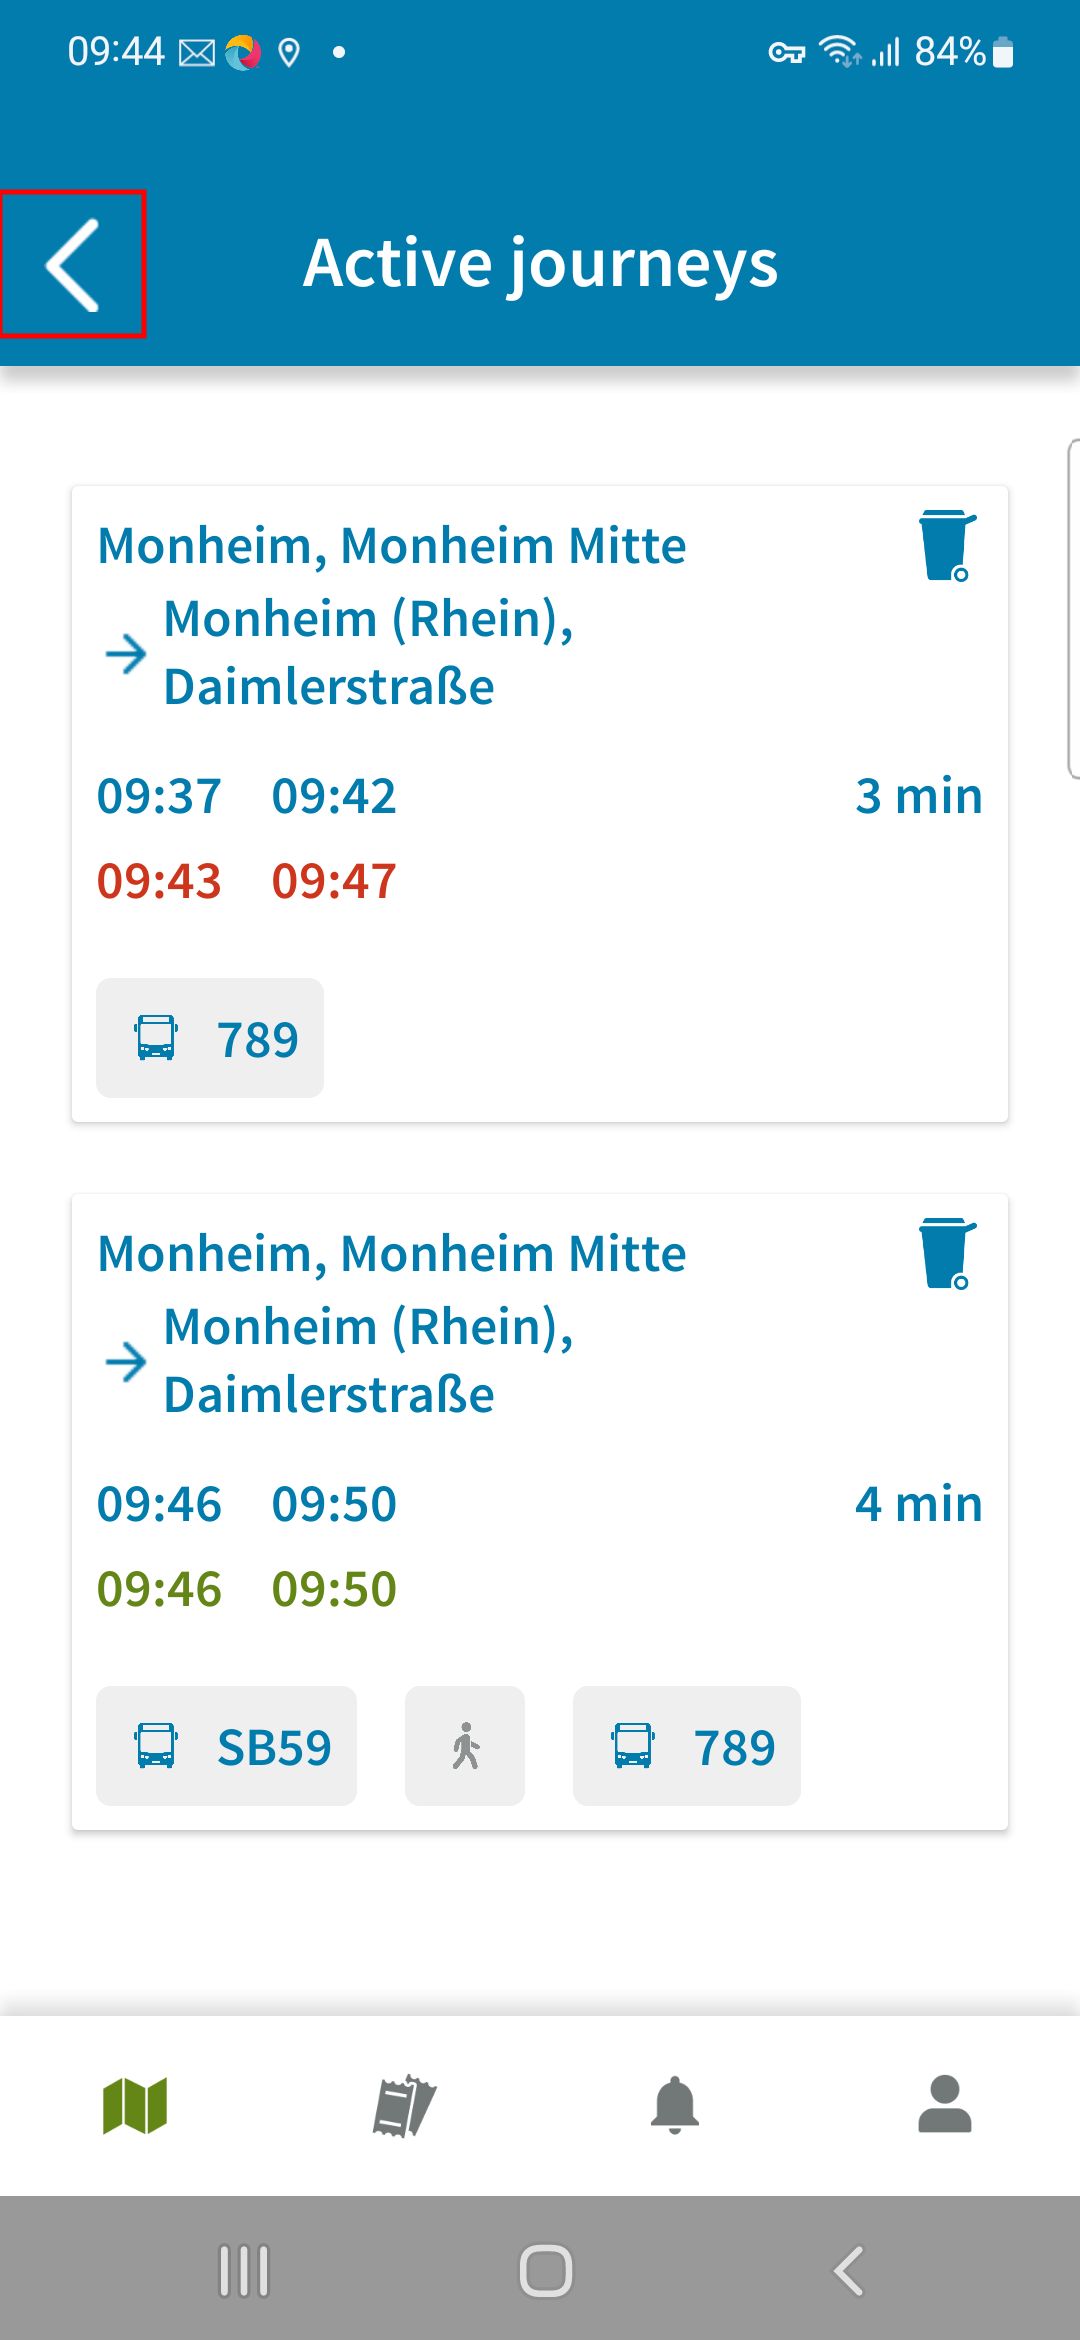 09:44
84%
Active journeys
Monheim, Monheim Mitte
Monheim (Rhein),
Daimlerstraße
09:37 09:42 3 min
09:43 09:47
789
Monheim, Monheim Mitte
Monheim (Rhein),
Daimlerstraße
09:46 09:50 4 min
09:46 09:50
SB59 789